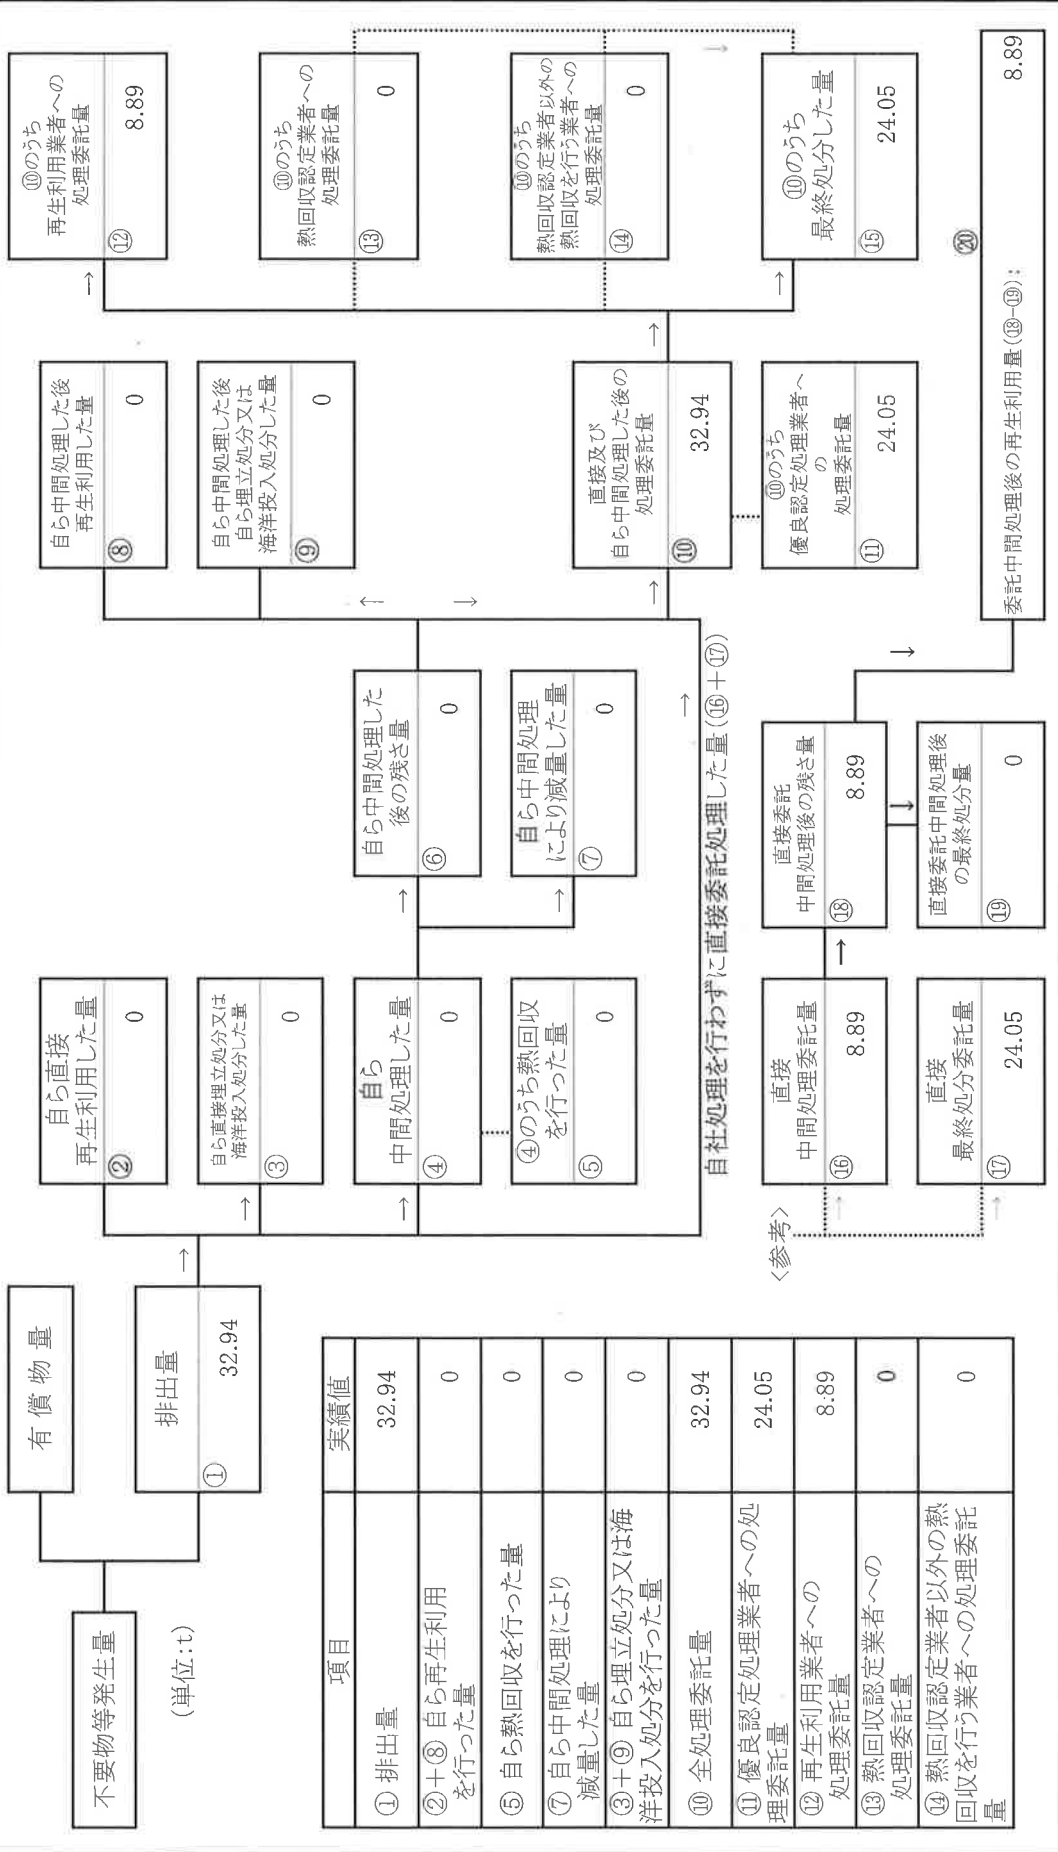 不要物等発生量
(単位:t)
有償物量
排出量
①
32.94
自ら直接
再生利用した量
②
0
自ら直接埋立処分又は
海洋投入処分した量
③
0
自ら
中間処理した量
④
0
④のうち熱回収
を行った量
⑤
0
自ら中間処理した
後の残さ量
⑥
0
自ら中間処理
により減量した量
⑦
0
自ら中間処理した後
再生利用した量
⑧
0
自ら中間処理した後
自ら埋立処分又は
海洋投入処分した量
⑨
0
自社処理を行わずに直接委託処理した量(⑯+⑰)
直接及び
自ら中間処理した後の
処理委託量
⑩
32.94
⑩のうち
優良認定処理業者へ
の
処理委託量
⑪
24.05
⑩のうち
再生利用業者への
処理委託量
⑫
8.89
⑩のうち
熱回収認定業者への
処理委託量
⑬
0
⑩のうち
熱回収認定業者以外の
熱回収を行う業者への
処理委託量
⑭
0
⑩のうち
最終処分した量
⑮
24.05
<参考>
直接
中間処理委託量
⑯
8.89
直接
最終処分委託量
⑰
24.05
直接委託
中間処理後の残さ量
⑱
8.89
直接委託中間処理後
の最終処分量
⑲
0
⑳
委託中間処理後の再生利用量(⑱-⑲):
8.89
項目
実績値
①排出量
32.94
②+⑧ 自ら再生利用
を行った量
0
⑤ 自ら熱回収を行った量
0
⑦ 自ら中間処理により
減量した量
0
③+⑨ 自ら埋立処分又は海
洋投入処分を行った量
0
⑩ 全処理委託量
32.94
⑪ 優良認定処理業者への処
理委託量
24.05
⑫ 再生利用業者への
処理委託量
8.89
⑬ 熱回収認定業者への
処理委託量
0
⑭ 熱回収認定業者以外の熱
回収を行う業者への処理委託
量
0